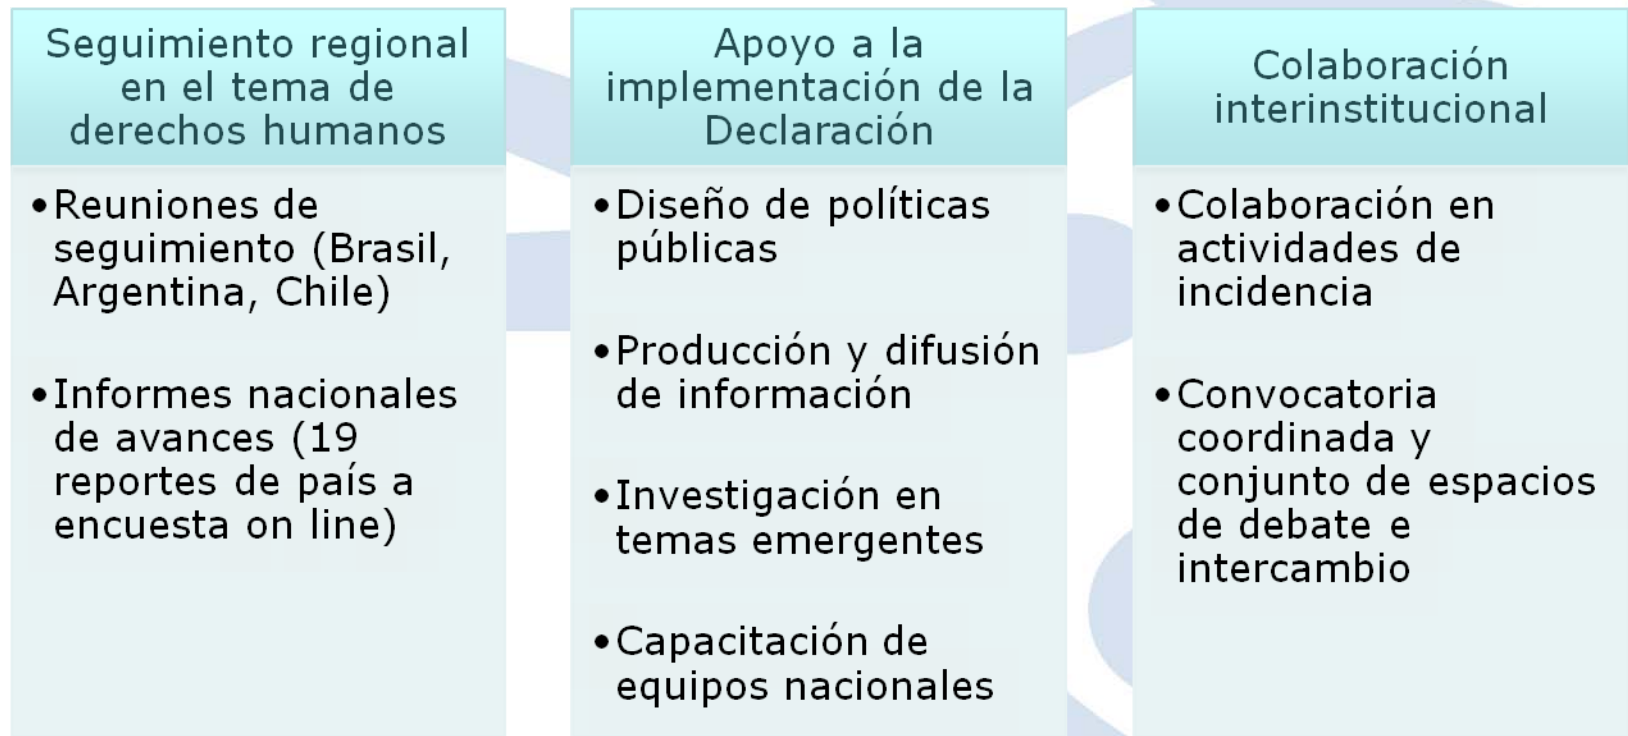 Seguimiento regional
en el tema de
derechos humanos
•Reuniones de
seguimiento (Brasil,
Argentina, Chile)
•Informes nacionales
de avances (19
reportes de país a
encuesta on line)
Apoyo a la
implementación de la
Declaración
•Diseño de políticas
públicas
•Producción y difusión
de información
•Investigación en
temas emergentes
•Capacitación de
equipos nacionales
Colaboración
interinstitucional
•Colaboración en
actividades de
incidencia
•Convocatoria
coordinada y
conjunto de espacios
de debate e
intercambio